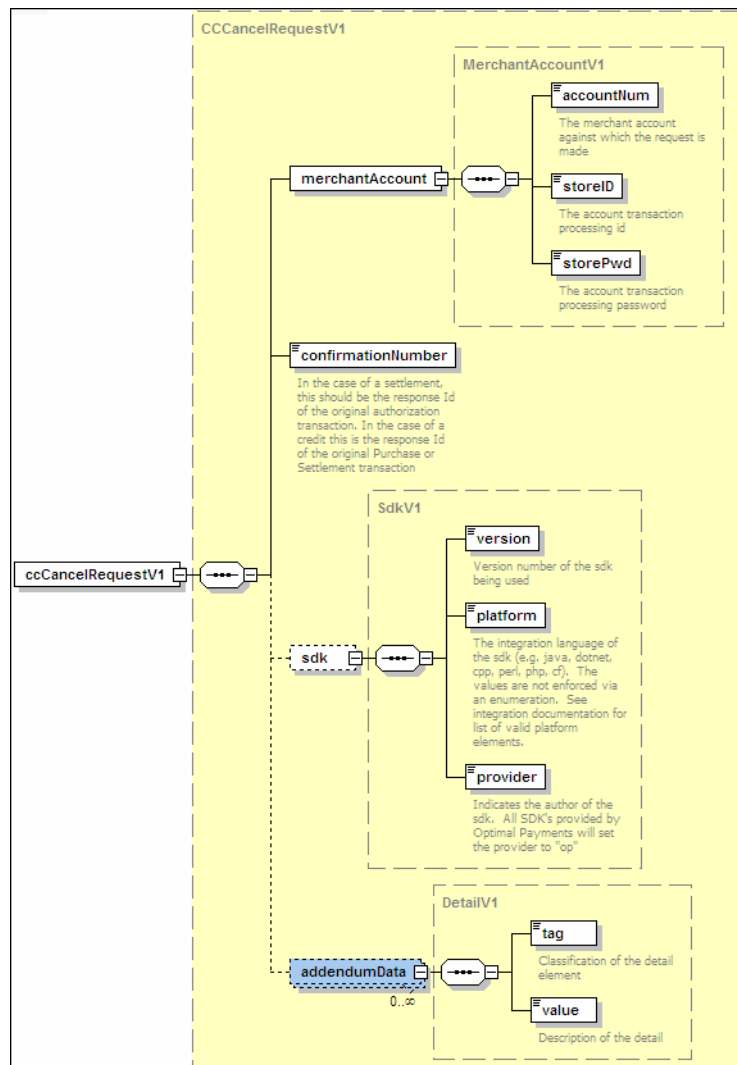 CCCancelRequestV1
MerchantAccountV1
accountNum
The merchant account
against which the request is
made
merchantAccount
storeID
The account transaction
processing id
storePwd
The account transaction
processing password
confirmationNumber
In the case of a settlement,
this should be the response Id
of the original authorization
transaction. In the case of a
credit this is the response Id
of the original Purchase or
Settlement transaction
SdkV1
version
Version number of the sdk
being used
ccCancelRequestV1
platform
The integration language of
the sdk (e.g. java, dotnet,
cpp, perl, php, cf).  The
values are not enforced via
an enumeration.  See
integration documentation for
list of valid platform
elements.
sdk
provider
Indicates the author of the
sdk.  All SDK's provided by
Optimal Payments will set
the provider to "op"
DetailV1
tag
Classification of the detail
element
addendumData
0..∞
value
Description of the detail